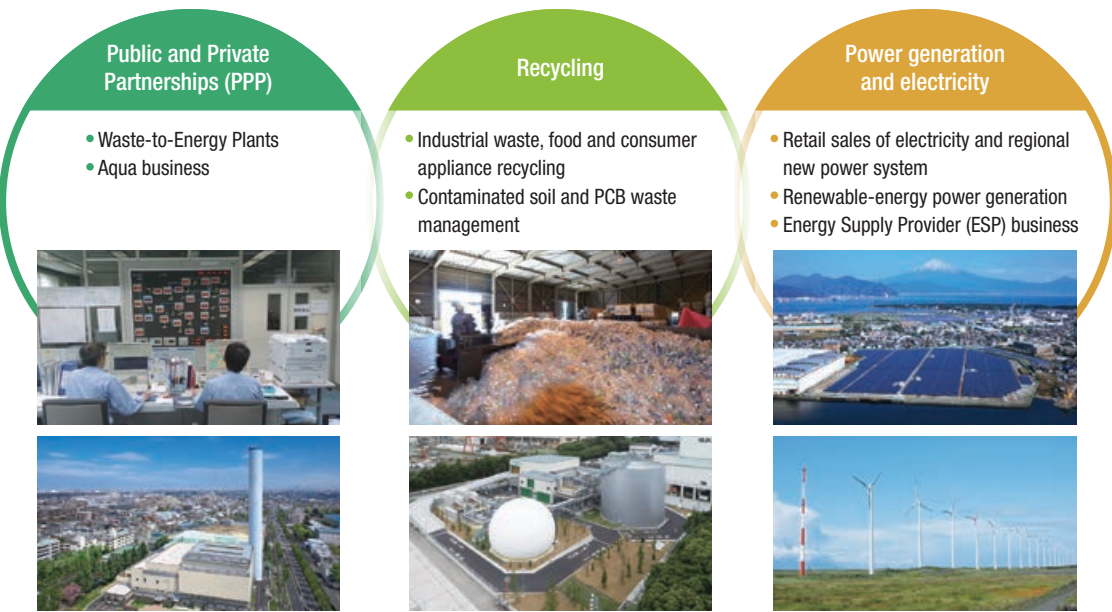 Public and Private
Partnerships (PPP)
• Waste-to-Energy Plants
• Aqua business
Recycling
• Industrial waste, food and consumer
appliance recycling
• Contaminated soil and PCB waste
management
Power generation
and electricity
• Retail sales of electricity and regional
new power system
• Renewable-energy power generation
• Energy Supply Provider (ESP) business